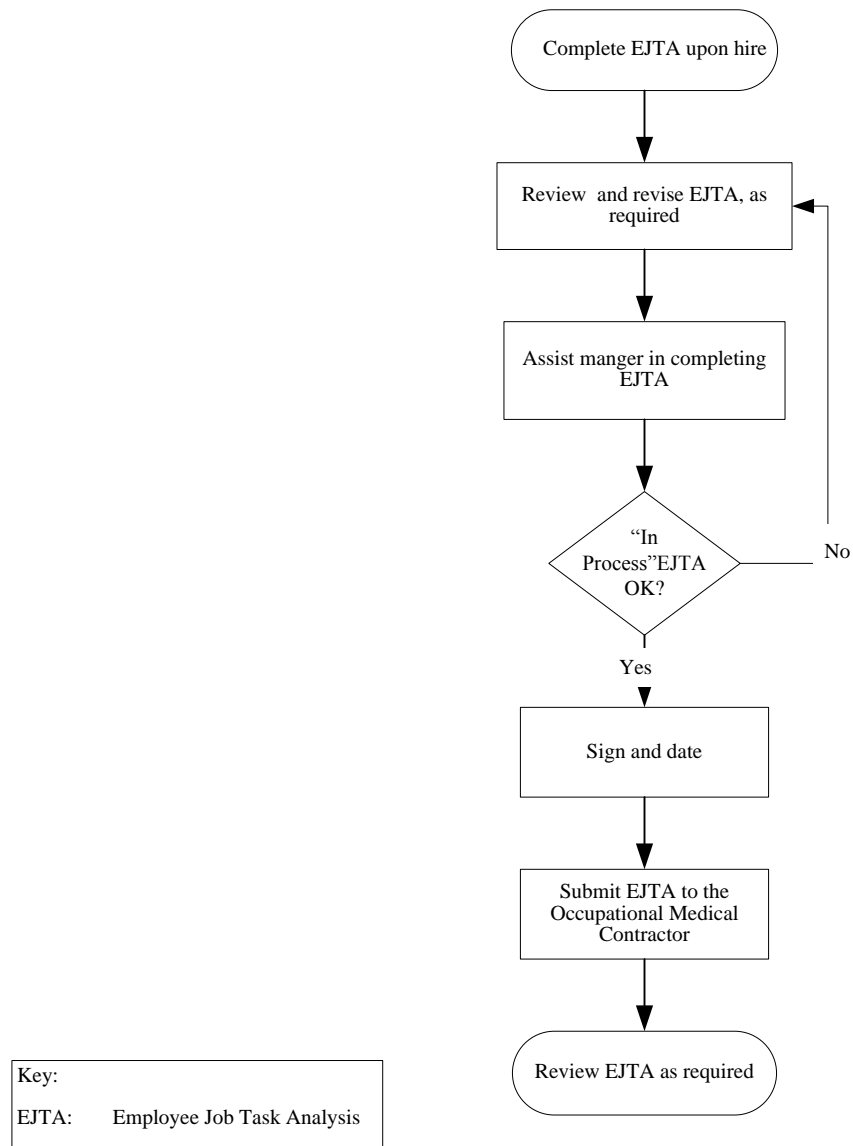 Complete EJTA upon hire
Review and revise EJTA, as
required
Assist manger in completing
EJTA
“In
Process”EJTA
OK?
No
Yes
Sign and date
Submit EJTA to the
Occupational Medical
Contractor
Review EJTA as required
Key:
EJTA: Employee Job Task Analysis